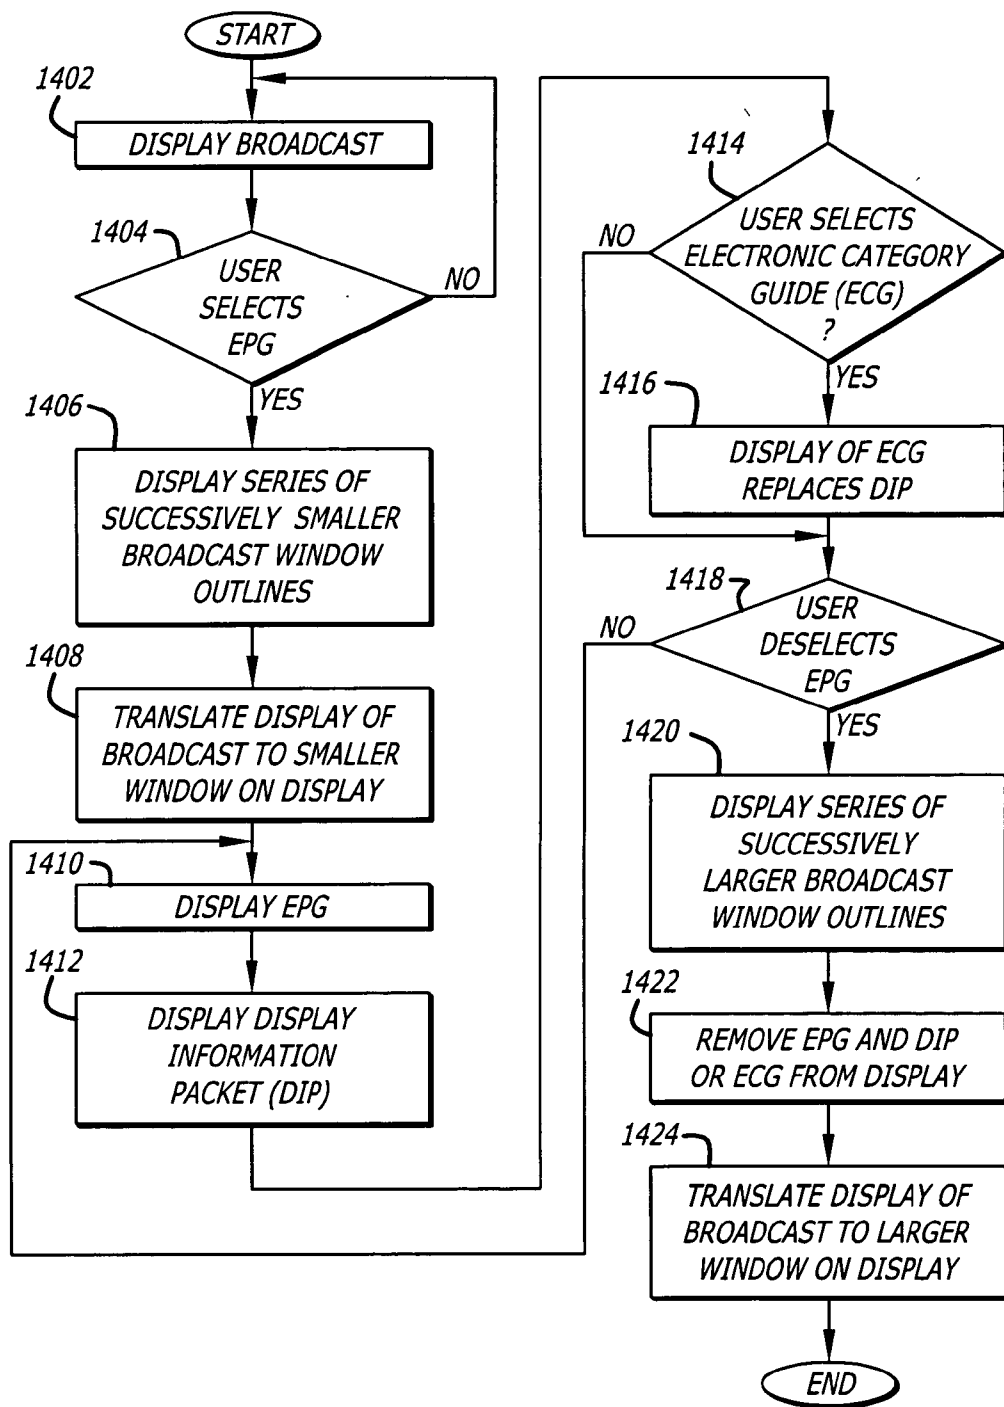 START
1402
DISPLAY BROADCAST
1404
USER
SELECTS
EPG
NO
YES
1406
DISPLAY SERIES OF
SUCCESSIVELY SMALLER
BROADCAST WINDOW
OUTLINES
1408
TRANSLATE DISPLAY OF
BROADCAST TO SMALLER
WINDOW ON DISPLAY
1410
DISPLAY EPG
1412
DISPLAY DISPLAY
INFORMATION
PACKET (DIP)
1414
USER SELECTS
ELECTRONIC CATEGORY
GUIDE (ECG)
?
NO
YES
1416
DISPLAY OF ECG
REPLACES DIP
1418
USER
DESELECTS
EPG
NO
YES
1420
DISPLAY SERIES OF
SUCCESSIVELY
LARGER BROADCAST
WINDOW OUTLINES
1422
REMOVE EPG AND DIP
OR ECG FROM DISPLAY
1424
TRANSLATE DISPLAY OF
BROADCAST TO LARGER
WINDOW ON DISPLAY
END